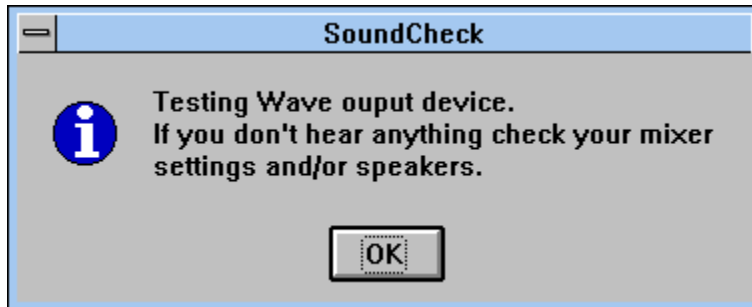 SoundCheck
Testing Wave ouput device.
If you don't hear anything check your mixer
settings and/or speakers.
OK